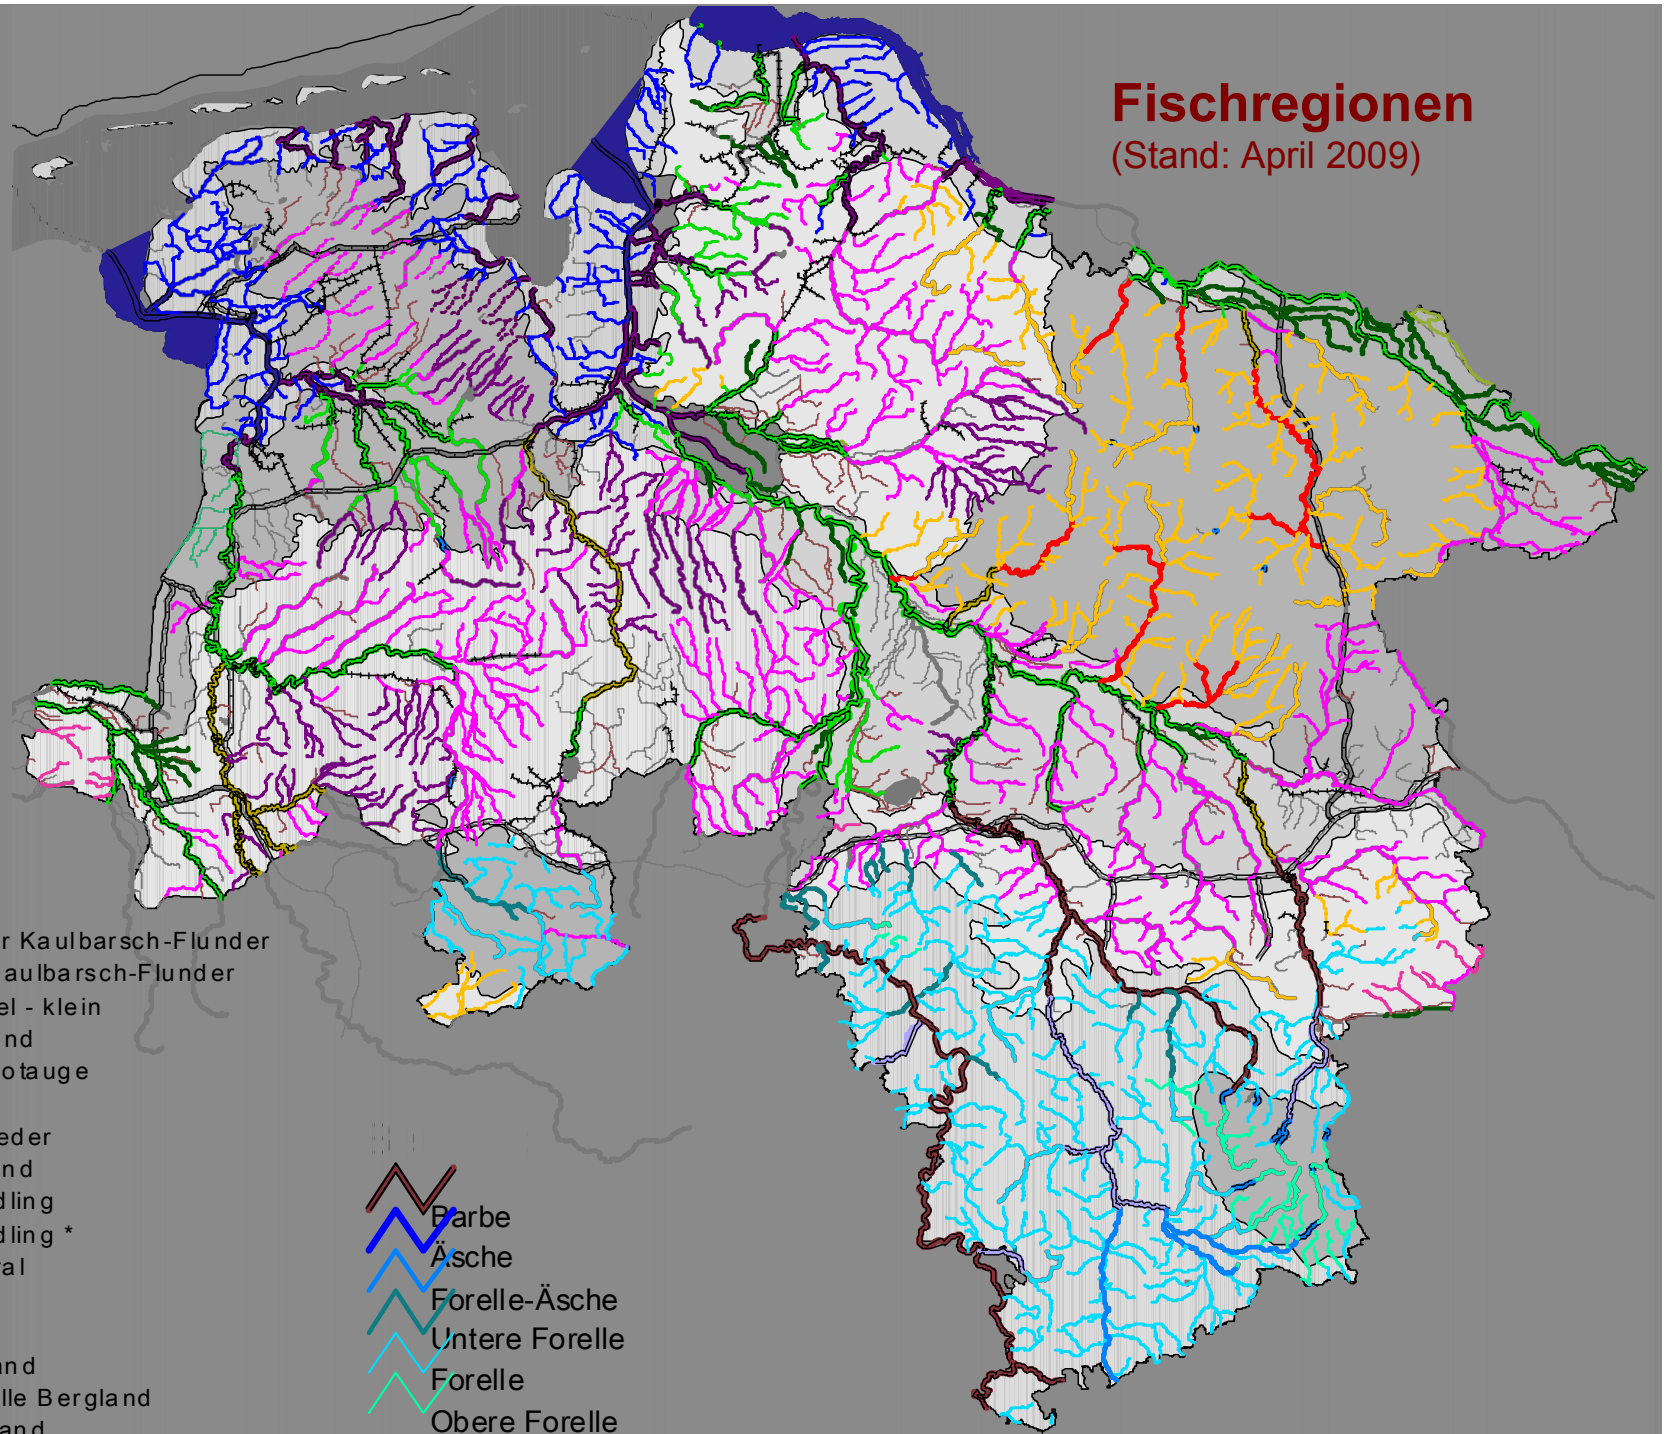 Fischregionen
(Stand: April 2009)
r Kaulbarsch-Flunder
aulbarsch-Flunder
el - klein
nd
otauge
eder
nd
dling
dling *
al
and
lle Bergland
and
Barbe
Äsche
Forelle-Äsche
Untere Forelle
Forelle
Obere Forelle